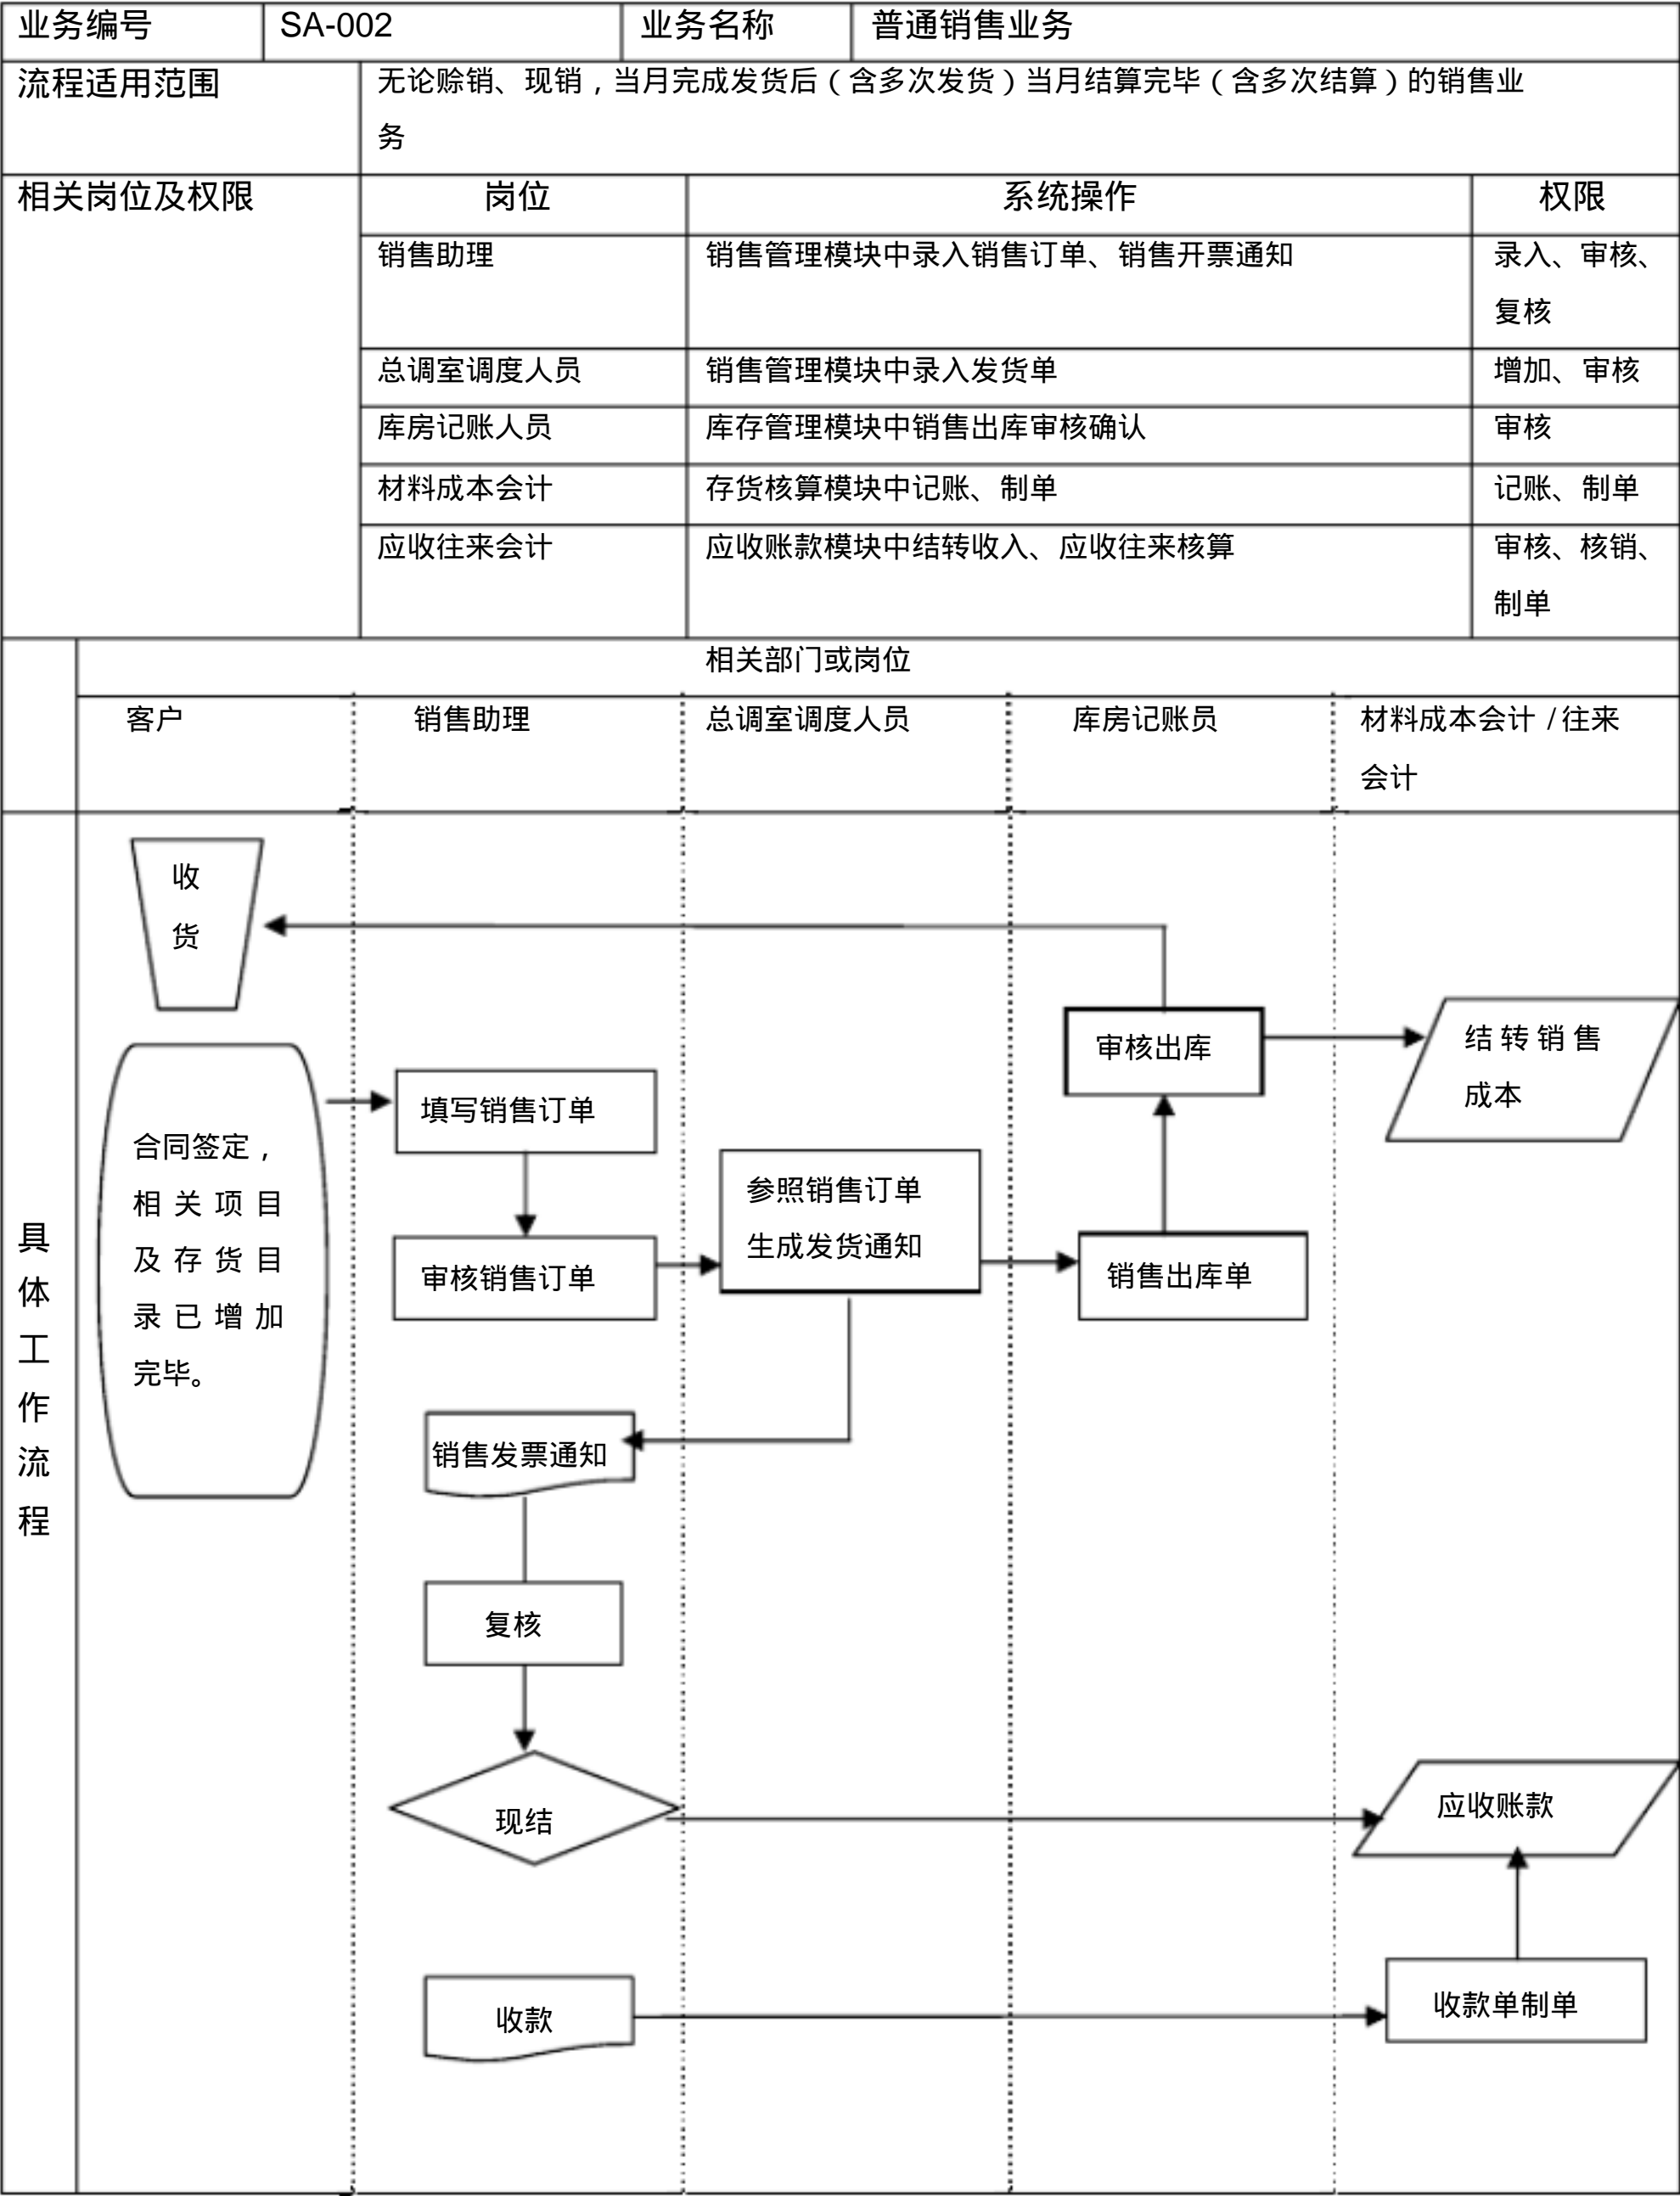 业务编号 SA-002 业务名称 普通销售业务
流程适用范围 无论赊销、现销，当月完成发货后（含多次发货）当月结算完毕（含多次结算）的销售业
务
相关岗位及权限 岗位 系统操作 权限
销售助理 销售管理模块中录入销售订单、销售开票通知 录入、审核、
复核
总调室调度人员 销售管理模块中录入发货单 增加、审核
库房记账人员 库存管理模块中销售出库审核确认 审核
材料成本会计 存货核算模块中记账、制单 记账、制单
应收往来会计 应收账款模块中结转收入、应收往来核算 审核、核销、
制单
相关部门或岗位
客户 销售助理 总调室调度人员 库房记账员 材料成本会计 /往来
会计
具
体
工
作
流
程
收
货
合同签定，
相关项目
及存货目
录已增加
完毕。
填写销售订单
审核销售订单
参照销售订单
生成发货通知
销售出库单
审核出库
结转销售
成本
销售发票通知
复核
现结
应收账款
收款
收款单制单